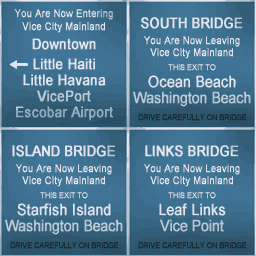 You Are Now Entering
Vice City Mainland
Downtown
Little Haiti
Little Havana
VicePort
Escobar Airport
SOUTH BRIDGE
You Are Now Leaving
Vice City Mainland
THIS EXIT TO
Ocean Beach
Washington Beach
DRIVE CAREFULLY ON BRIDGE
ISLAND BRIDGE
You Are Now Leaving
Vice City Mainland
THIS EXIT TO
Starfish Island
Washington Beach
DRIVE CAREFULLY ON BRIDGE
LINKS BRIDGE
You Are Now Leaving
Vice City Mainland
THIS EXIT TO
Leaf Links
Vice Point
DRIVE CAREFULLY ON BRIDGE